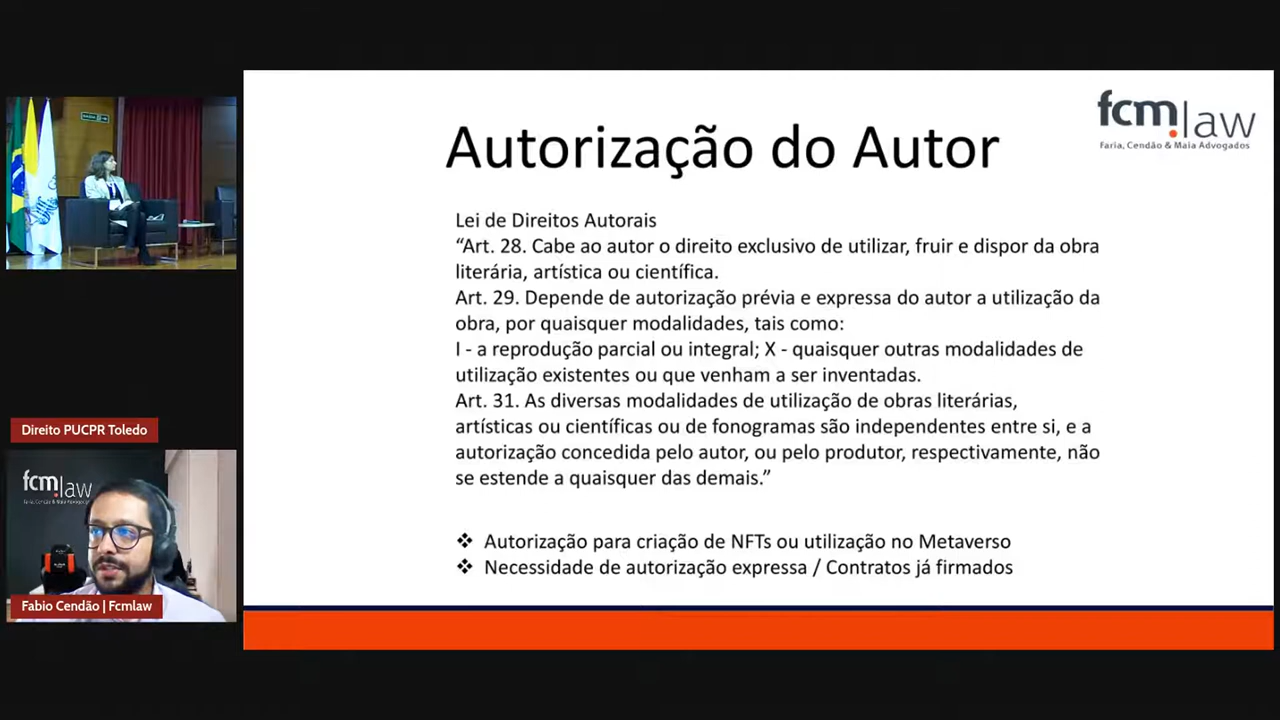 fcm.law
Faria, Cendão & Maia Advogados
Autorização do Autor
Lei de Direitos Autorais
“Art. 28. Cabe ao autor o direito exclusivo de utilizar, fruir e dispor da obra
literária, artística ou científica.
Art. 29. Depende de autorização prévia e expressa do autor a utilização da
obra, por quaisquer modalidades, tais como:
I - a reprodução parcial ou integral; X - quaisquer outras modalidades de
utilização existentes ou que venham a ser inventadas.
Art. 31. As diversas modalidades de utilização de obras literárias,
artísticas ou científicas ou de fonogramas são independentes entre si, e a
autorização concedida pelo autor, ou pelo produtor, respectivamente, não
se estende a quaisquer das demais.”
❖ Autorização para criação de NFTs ou utilização no Metaverso
❖ Necessidade de autorização expressa / Contratos já firmados
Direito PUCPR Toledo
fcm.law
Faria, Cendão & Maia Advogados
Fabio Cendão | Fcmlaw